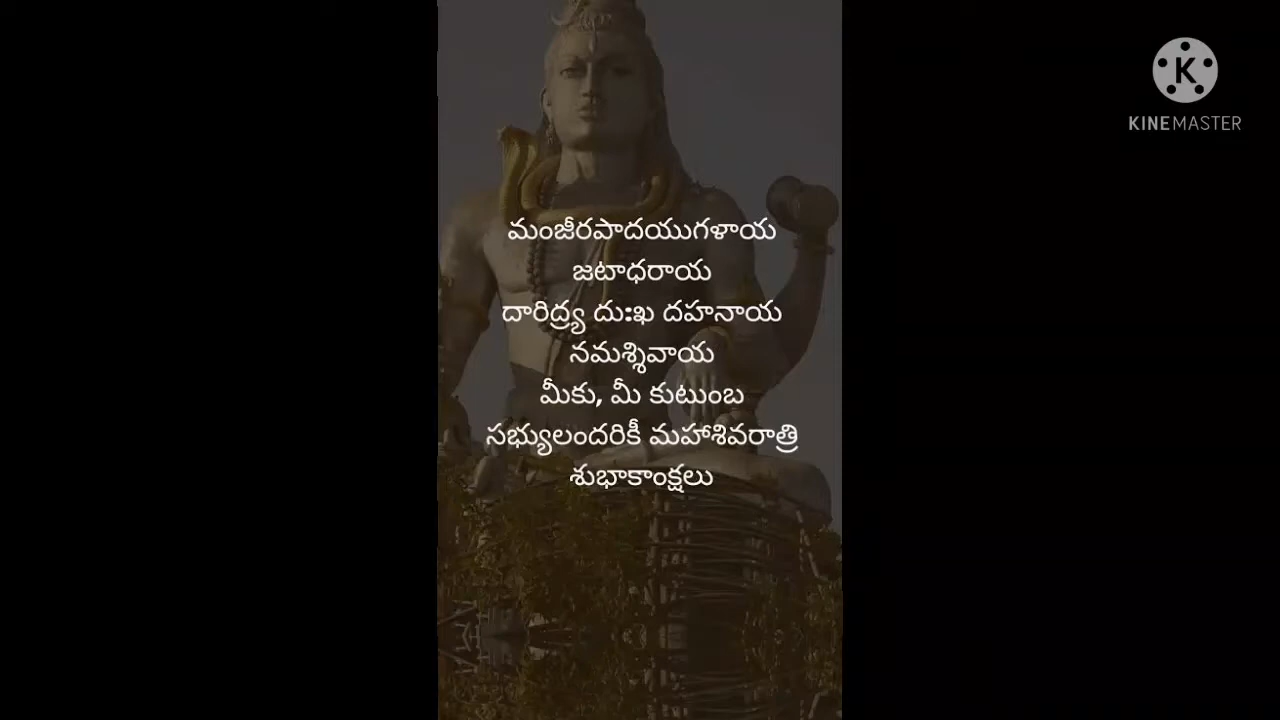 మంజీరపాదయుగళాయ
జటాధరాయ
దారిద్ర్య దుఃఖ దహనాయ
నమశ్శివాయ
మీకు, మీ కుటుంబ
సభ్యులందరికీ మహాశివరాత్రి
శుభాకాంక్షలు
K
KINEMASTER